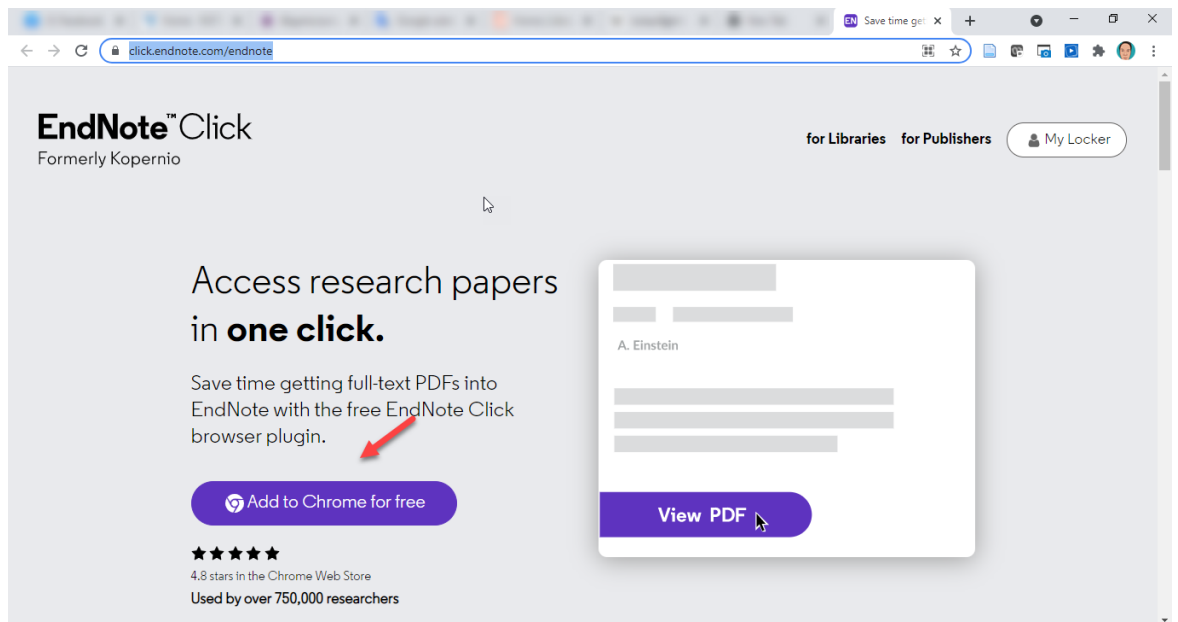 EN Save time get
click.endnote.com/endnote
EndNote™ Click
Formerly Kopernio
for Libraries for Publishers My Locker
Access research papers
in one click.
Save time getting full-text PDFs into
EndNote with the free EndNote Click
browser plugin.
Add to Chrome for free
4.8 stars in the Chrome Web Store
Used by over 750,000 researchers
A. Einstein
View PDF